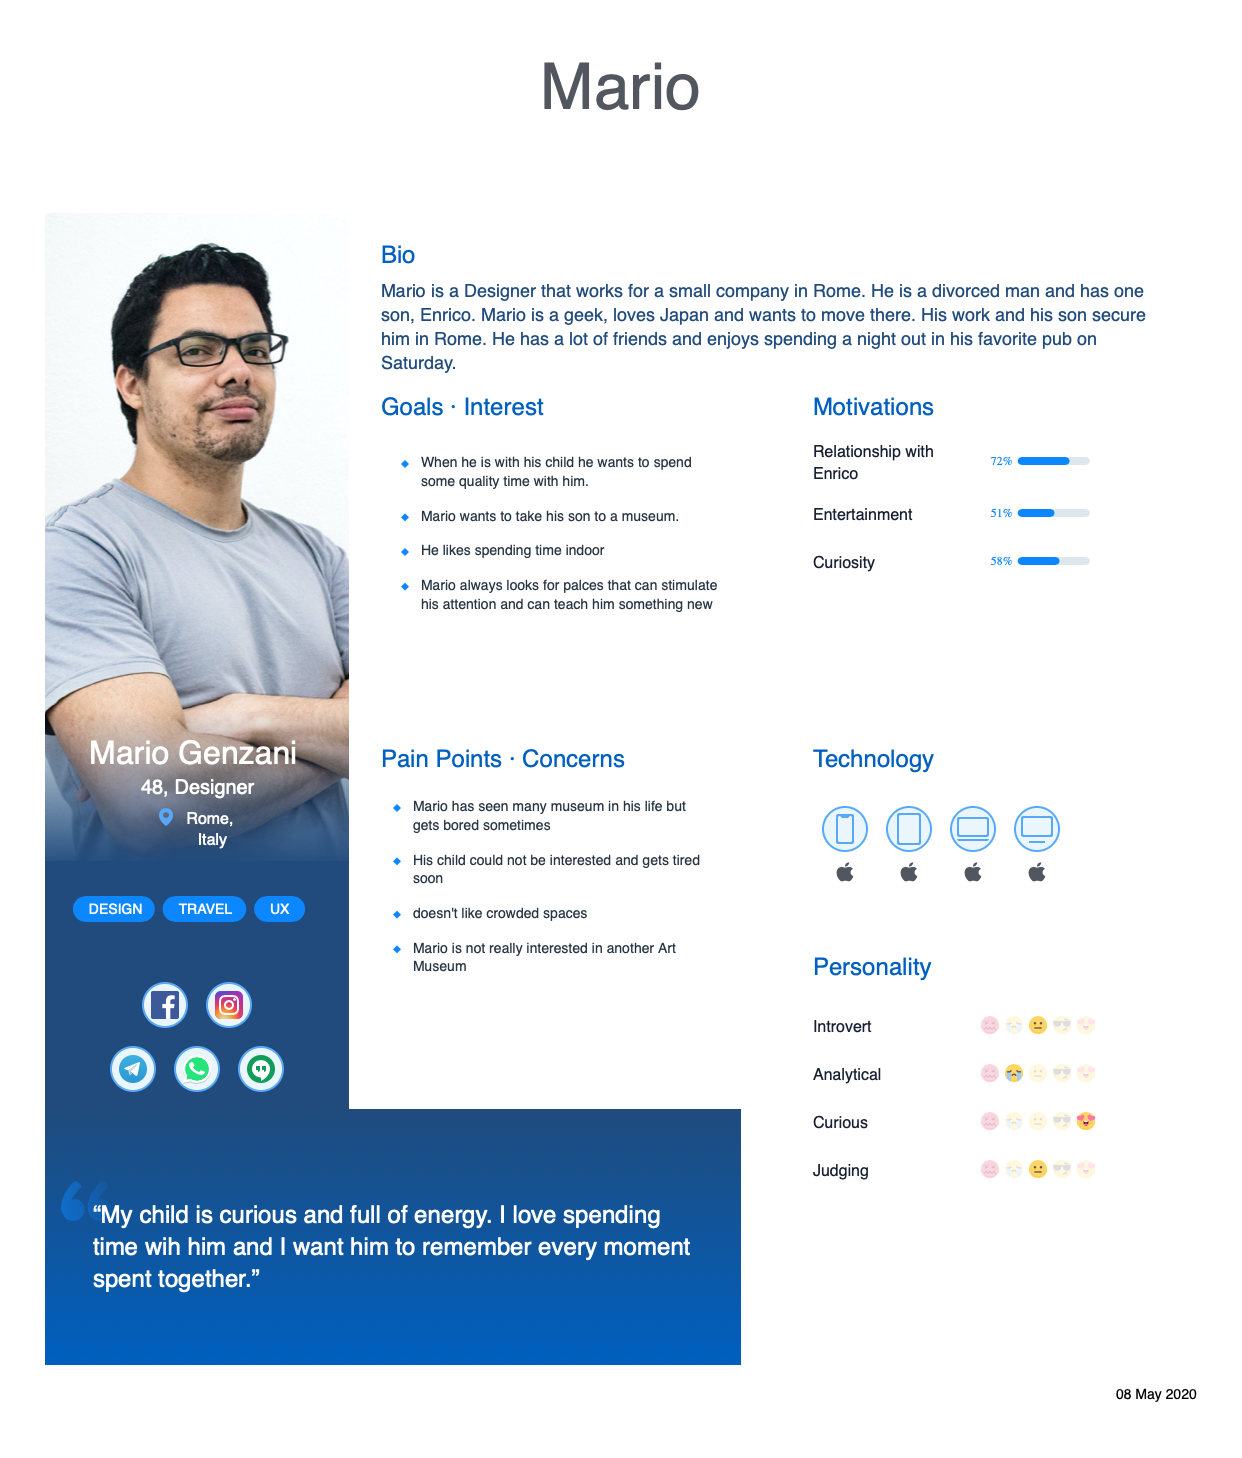 Mario
Bio
Mario is a Designer that works for a small company in Rome. He is a divorced man and has one
son, Enrico. Mario is a geek, loves Japan and wants to move there. His work and his son secure
him in Rome. He has a lot of friends and enjoys spending a night out in his favorite pub on
Saturday.
Goals · Interest
When he is with his child he wants to spend
some quality time with him.
Mario wants to take his son to a museum.
He likes spending time indoor
Mario always looks for palces that can stimulate
his attention and can teach him something new
Motivations
Relationship with
Enrico
72%
Entertainment
51%
Curiosity
58%
Mario Genzani
48, Designer
Rome,
Italy
DESIGN TRAVEL UX
Pain Points · Concerns
Mario has seen many museum in his life but
gets bored sometimes
His child could not be interested and gets tired
soon
doesn't like crowded spaces
Mario is not really interested in another Art
Museum
Technology
Personality
Introvert
Analytical
Curious
Judging
“My child is curious and full of energy. I love spending
time wih him and I want him to remember every moment
spent together.”
08 May 2020